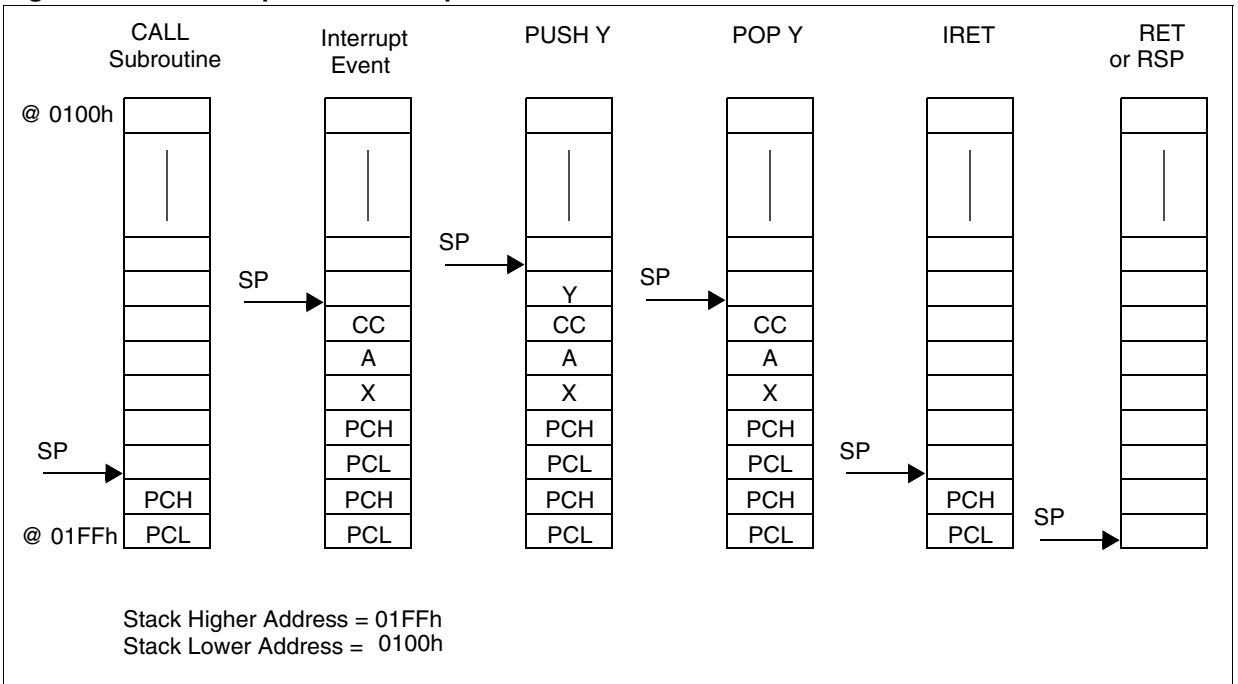 CALL
Subroutine
Interrupt
Event
PUSH Y
POP Y
IRET
RET
or RSP
@ 0100h
SP
SP
SP
Y
CC
CC
CC
A
A
A
X
X
X
PCH
PCH
PCH
SP
SP
PCL
PCL
PCL
PCH
PCH
PCH
PCH
PCH
SP
@ 01FFh
PCL
PCL
PCL
PCL
PCL
Stack Higher Address = 01FFh
Stack Lower Address = 0100h